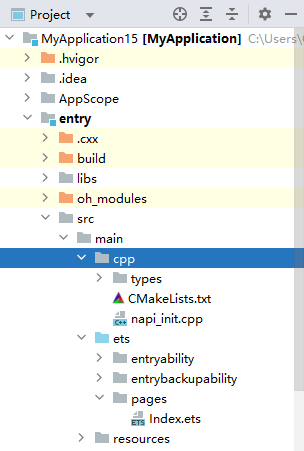 Project
MyApplication15 [MyApplication] C:\Users\
.hvigor
.idea
AppScope
entry
.cxx
build
libs
oh_modules
src
main
cpp
types
CMakeLists.txt
napi_init.cpp
ets
entryability
entrybackupability
pages
Index.ets
resources